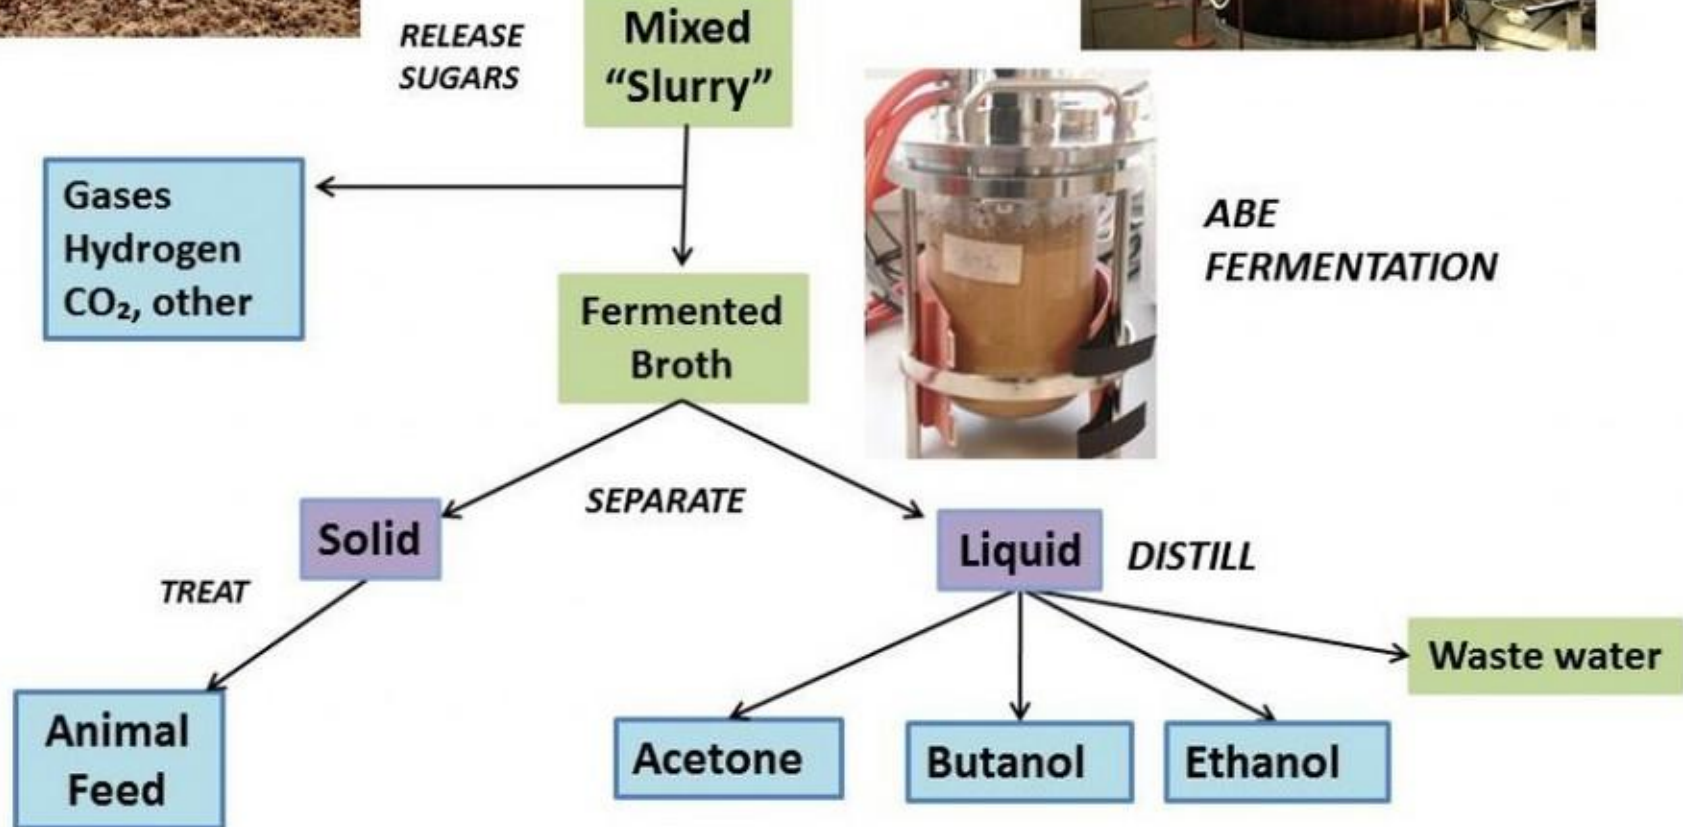 RELEASE
SUGARS
Mixed
“Slurry”
Gases
Hydrogen
CO₂, other
ABE
FERMENTATION
Fermented
Broth
SEPARATE
Solid
Liquid
DISTILL
TREAT
Waste water
Animal
Feed
Acetone
Butanol
Ethanol